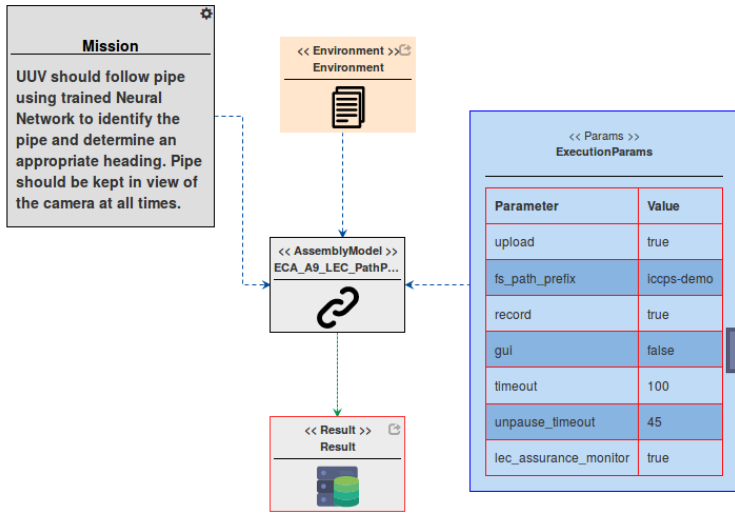 Mission
UUV should follow pipe
using trained Neural
Network to identify the
pipe and determine an
appropriate heading. Pipe
should be kept in view of
the camera at all times.
<< Environment >>
Environment
<< AssemblyModel >>
ECA_A9_LEC_PathP...
<< Result >>
Result
<< Params >>
ExecutionParams
Parameter Value
upload true
fs_path_prefix iccps-demo
record true
gui false
timeout 100
unpause_timeout 45
lec_assurance_monitor true